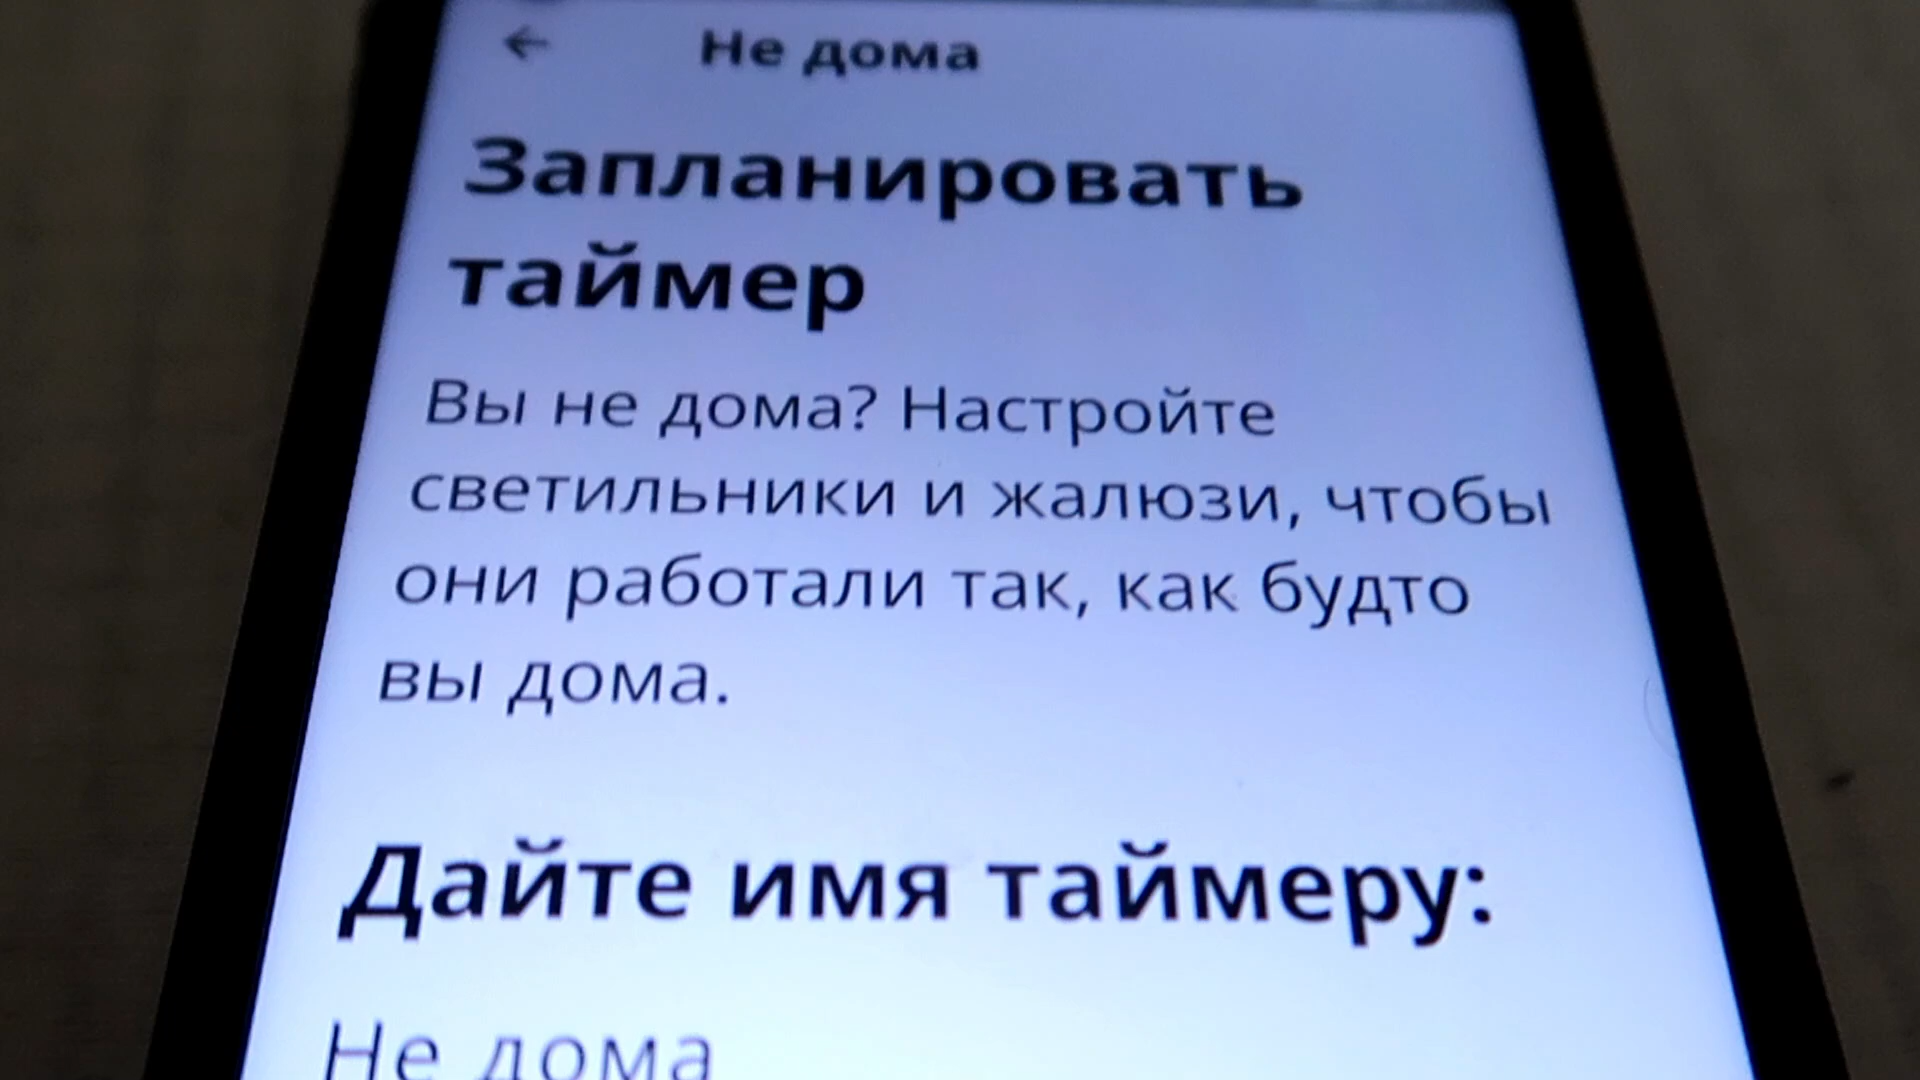 Не дома
Запланировать
таймер
Вы не дома? Настройте
светильники и жалюзи, чтобы
они работали так, как будто
вы дома.
Дайте имя таймеру:
Не дома